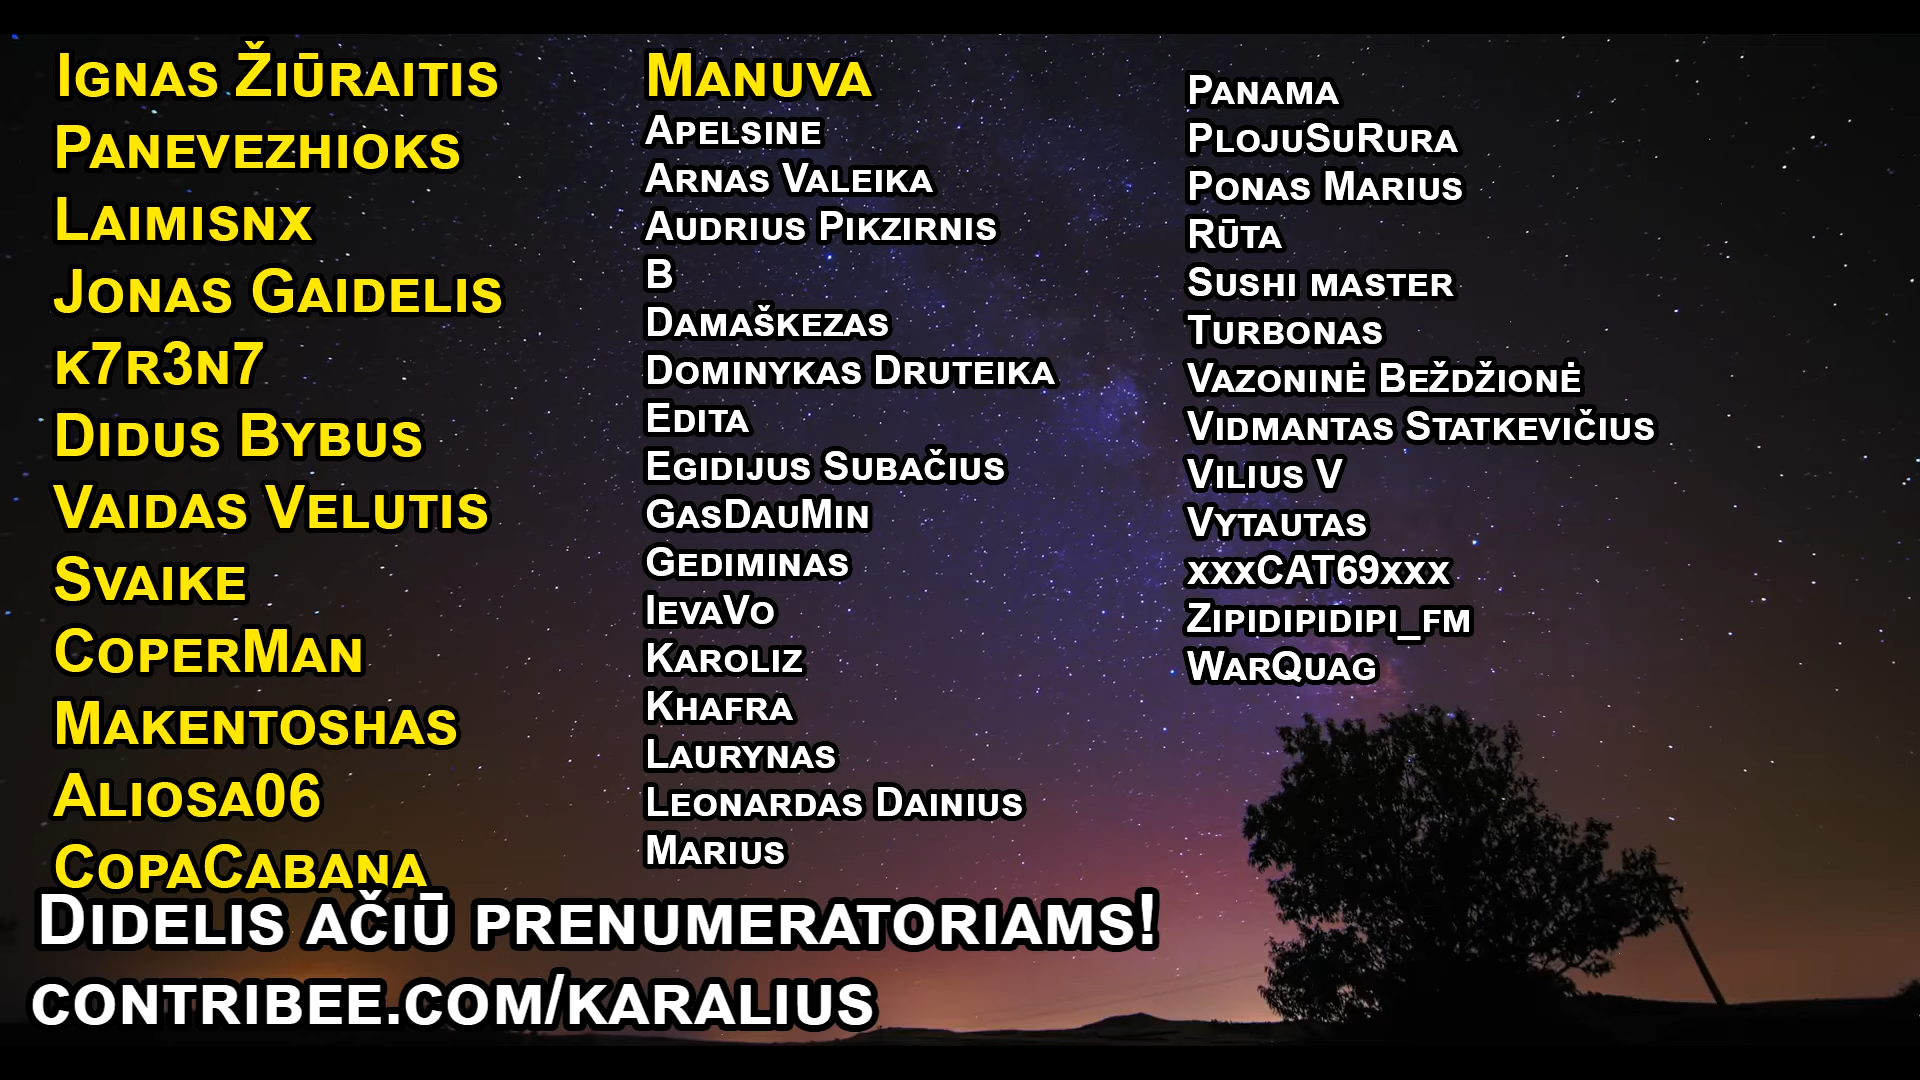 Ignas Žiūraitis
Panevezhioks
Laimisnx
Jonas Gaidelis
k7r3n7
Didus Bybus
Vaidas Velutis
Svaike
CoperMan
Makentoshas
Aliosa06
CopaCabana
Manuva
Apelsine
Arnas Valeika
Audrius Pikzirnis
B
Damaškezas
Dominykas Druteika
Edita
Egidijus Subačius
GasDauMin
Gediminas
IevaVo
Karoliz
Khafra
Laurynas
Leonardas Dainius
Marius
Panama
PlojuSuRura
Ponas Marius
Rūta
Sushi master
Turbonas
Vazoninė Beždžionė
Vidmantas Statkevičius
Vilius V
Vytautas
xxxCAT69xxx
Zipidipidipi_fm
WarQuag
Didelis ačiū prenumeratoriams!
contribee.com/karalius